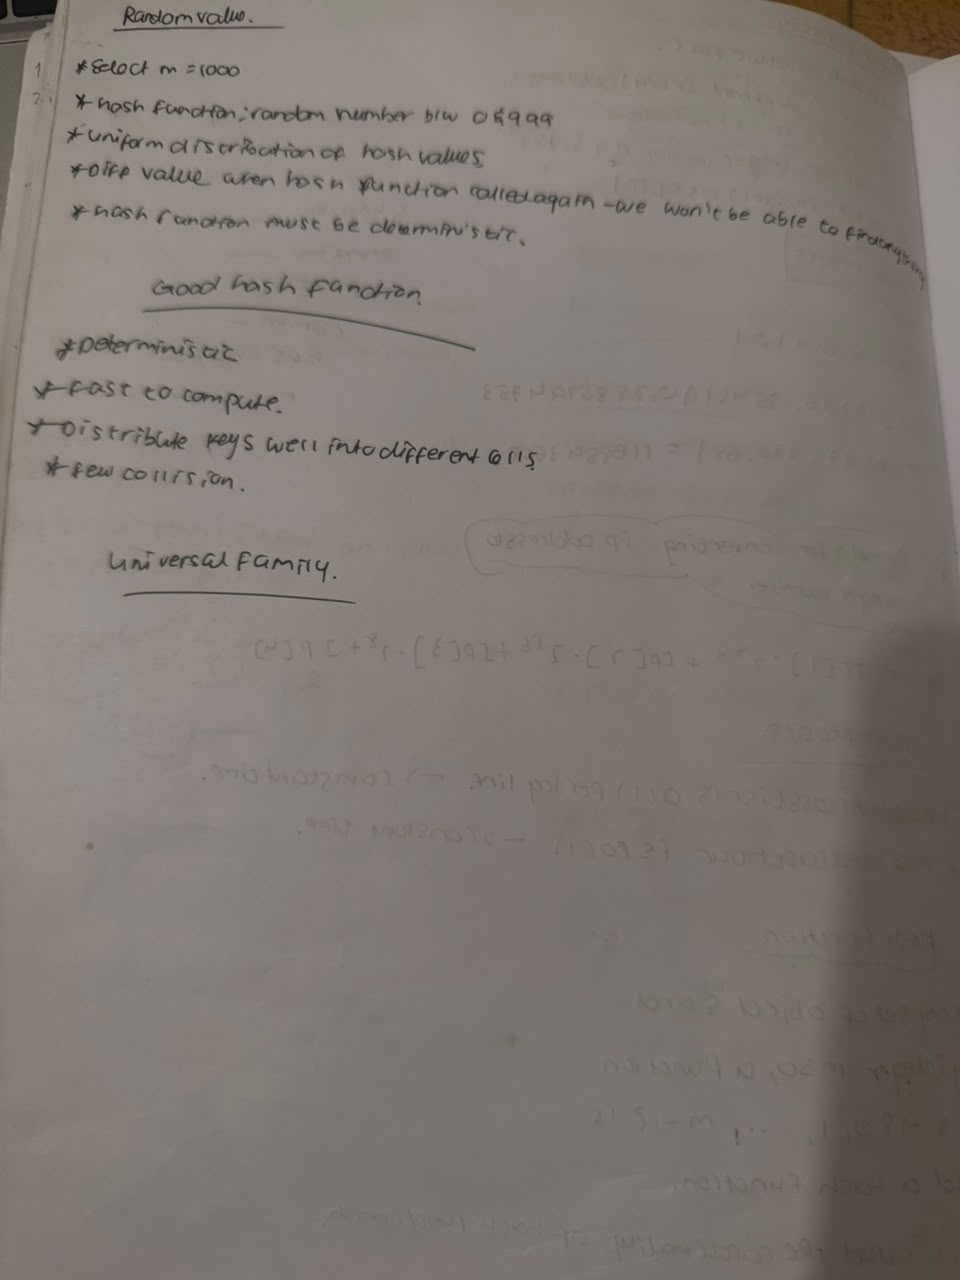 Random value.
1
* select m = 1000
2.
* hash function; random number b/w 0 & 999
* uniform distribution of hash values
* Diff value when hash function called again - we won't be able to find anything
* hash function must be deterministic.
Good hash function
* Deterministic
* fast to compute.
* Distribute keys well into different cells
* few collision.
Universal family.